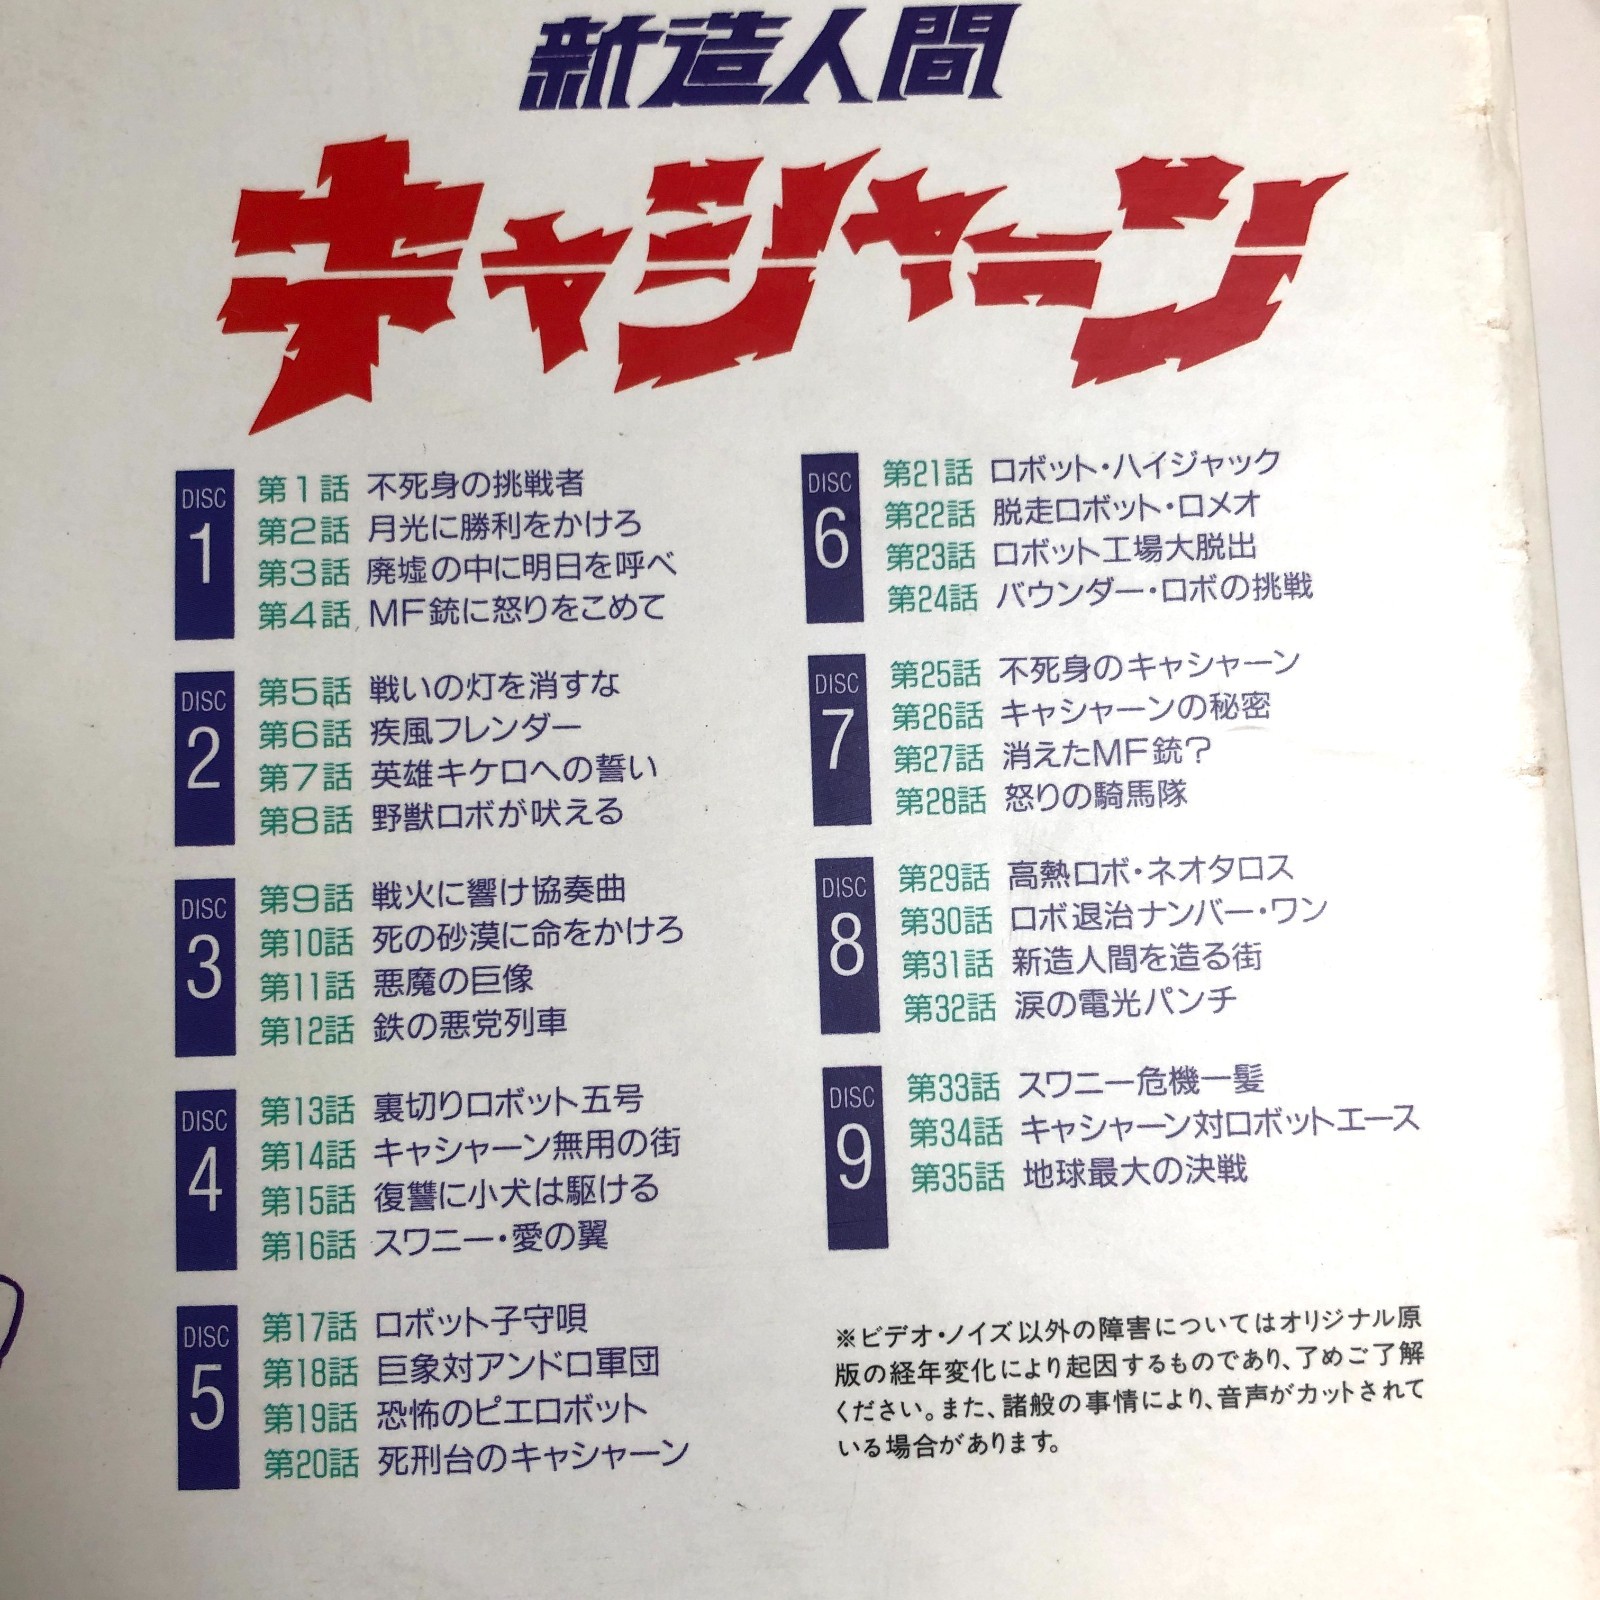 新造人間
キャシャーン
DISC
1
第1話 不死身の挑戦者
第2話 月光に勝利をかけろ
第3話 廃墟の中に明日を呼べ
第4話 MF銃に怒りをこめて
DISC
2
第5話 戦いの灯を消すな
第6話 疾風フレンダー
第7話 英雄キケロへの誓い
第8話 野獣ロボが吠える
DISC
3
第9話 戦火に響け協奏曲
第10話 死の砂漠に命をかけろ
第11話 悪魔の巨像
第12話 鉄の悪党列車
DISC
4
第13話 裏切りロボット五号
第14話 キャシャーン無用の街
第15話 復讐に小犬は駆ける
第16話 スワニー・愛の翼
DISC
5
第17話 ロボット子守唄
第18話 巨象対アンドロ軍団
第19話 恐怖のピエロボット
第20話 死刑台のキャシャーン
DISC
6
第21話 ロボット・ハイジャック
第22話 脱走ロボット・ロメオ
第23話 ロボット工場大脱出
第24話 バウンダー・ロボの挑戦
DISC
7
第25話 不死身のキャシャーン
第26話 キャシャーンの秘密
第27話 消えたMF銃?
第28話 怒りの騎馬隊
DISC
8
第29話 高熱ロボ・ネオタロス
第30話 ロボ退治ナンバー・ワン
第31話 新造人間を造る街
第32話 涙の電光パンチ
DISC
9
第33話 スワニー危機一髪
第34話 キャシャーン対ロボットエース
第35話 地球最大の決戦
※ビデオ・ノイズ以外の障害についてはオリジナル原
版の経年変化により起因するものであり、了めご了解
ください。また、諸般の事情により、音声がカットされて
いる場合があります。